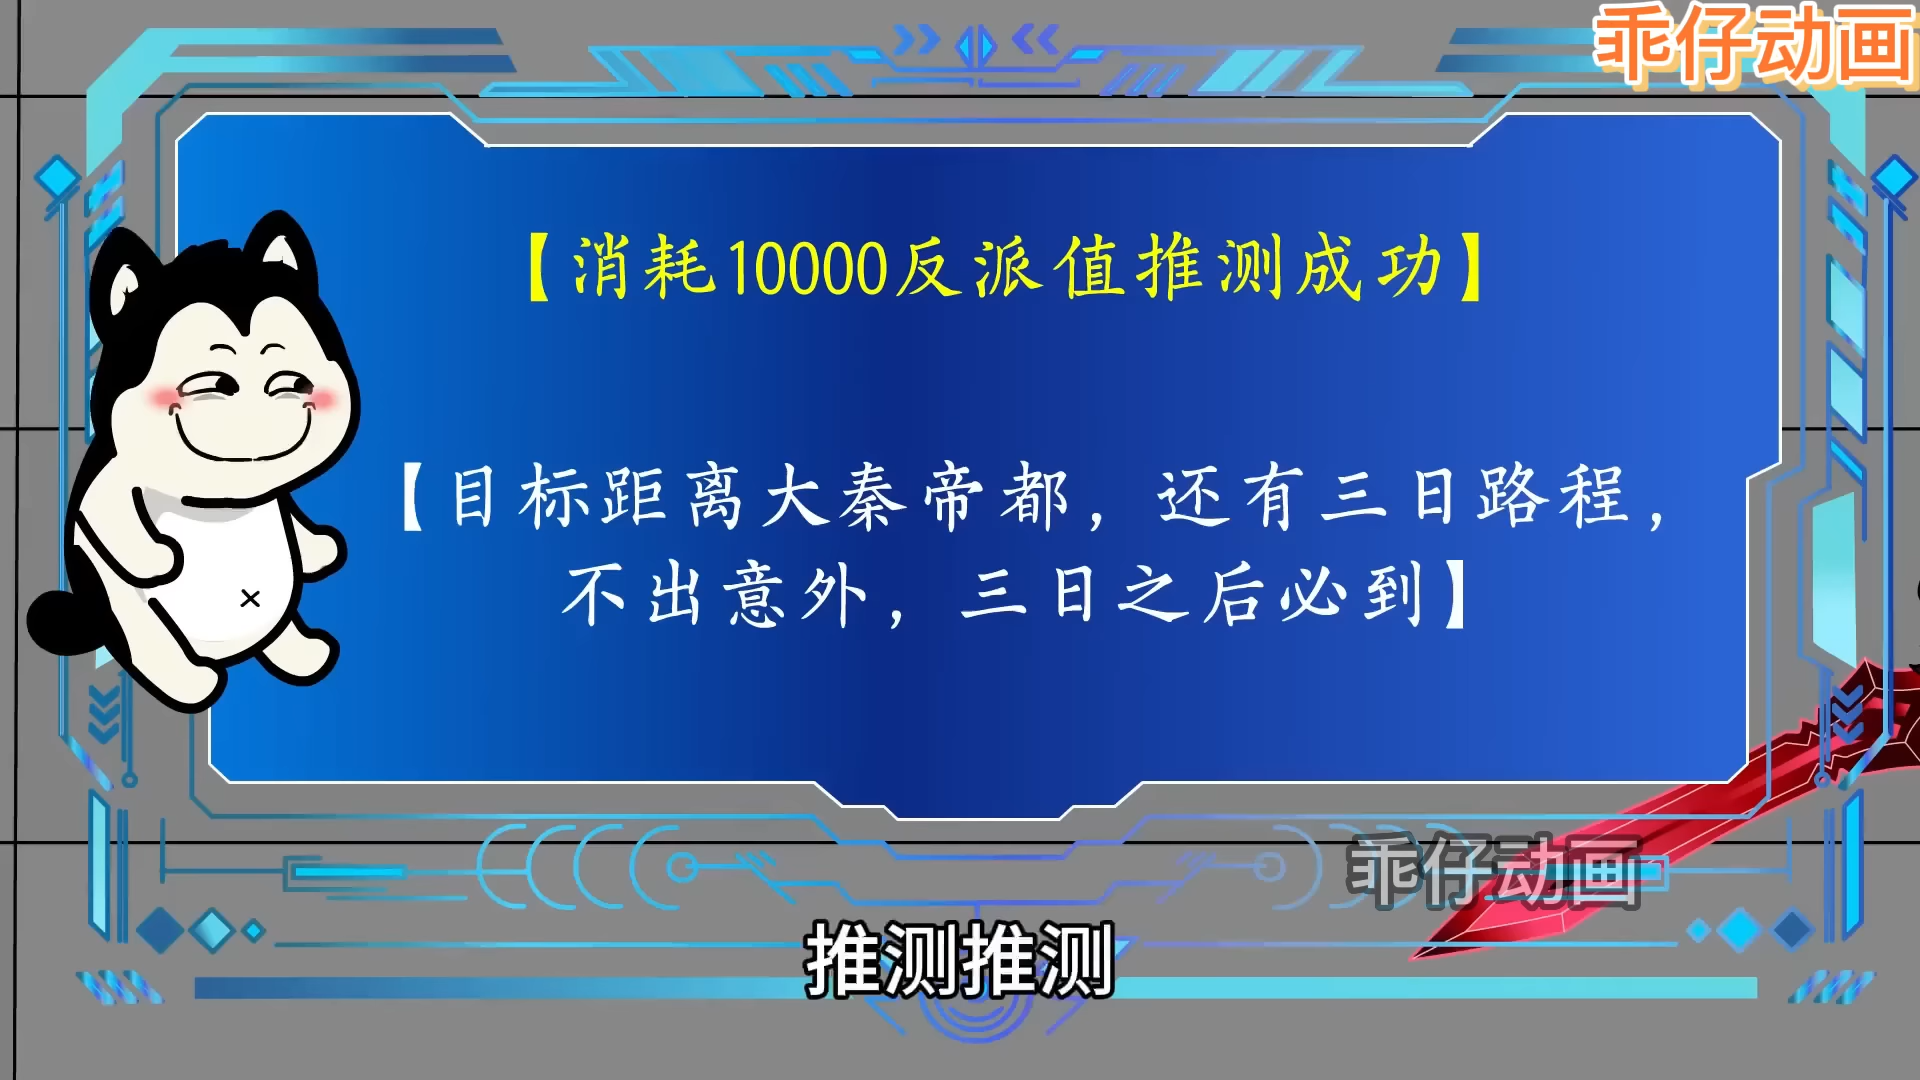 乖仔动画
【消耗10000反派值推测成功】
【目标距离大秦帝都，还有三日路程，
不出意外，三日之后必到】
乖仔动画
推测推测